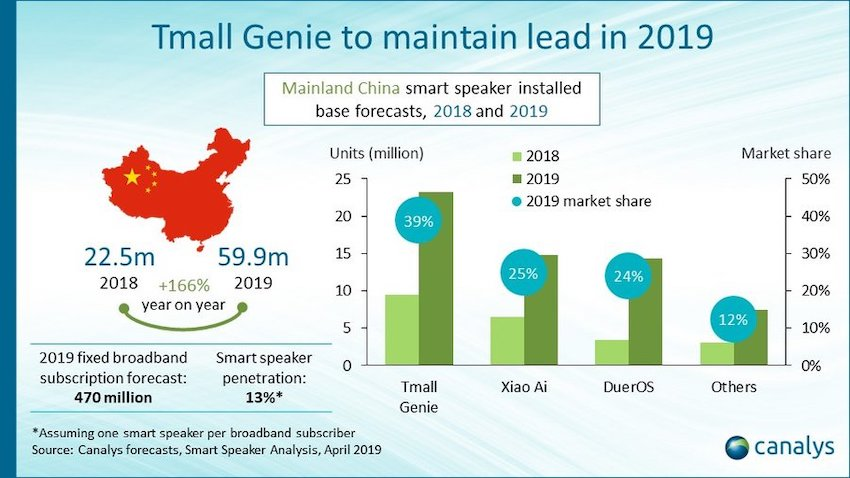 Tmall Genie to maintain lead in 2019
Mainland China smart speaker installed
base forecasts, 2018 and 2019
22.5m
2018
59.9m
2019
+166%
year on year
2019 fixed broadband
subscription forecast:
470 million
Smart speaker
penetration:
13%*
Units (million)
Market share
2018
2019
2019 market share
25
20
15
10
5
0
50%
40%
30%
20%
10%
0%
39%
25%
24%
12%
Tmall
Genie
Xiao Ai
DuerOS
Others
*Assuming one smart speaker per broadband subscriber
Source: Canalys forecasts, Smart Speaker Analysis, April 2019
canalys